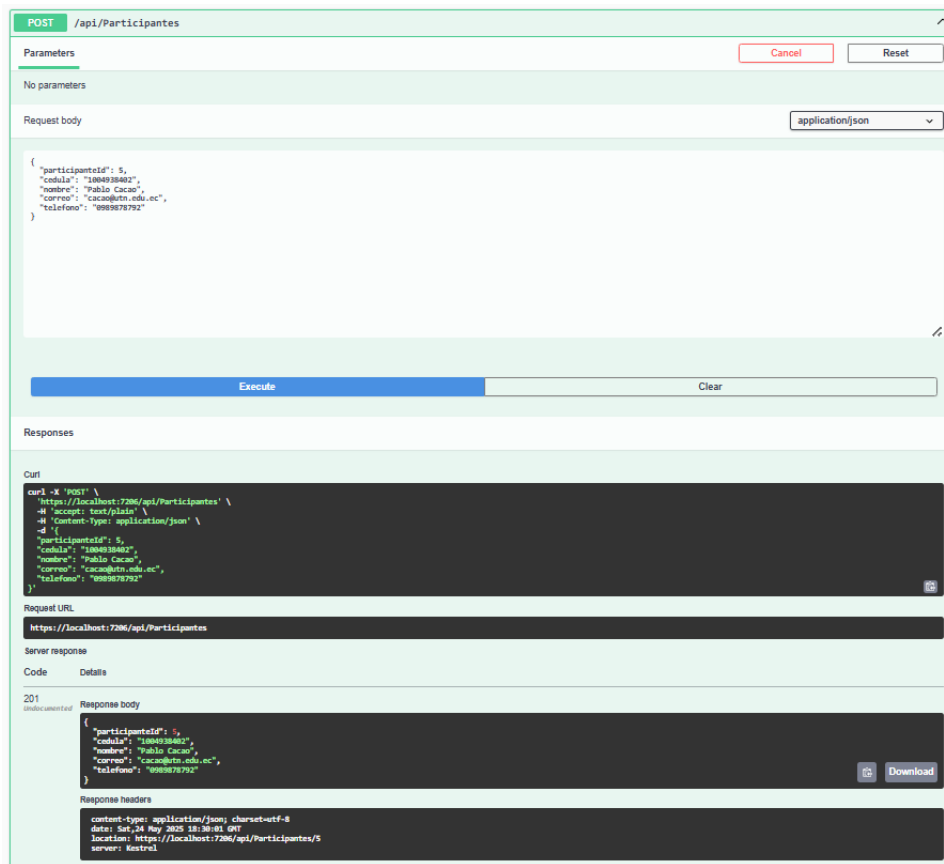 POST /api/Participantes
Parameters
Cancel
Reset
No parameters
Request body
application/json
{
"participanteId": 5,
"cedula": "1004938402",
"nombre": "Pablo Cacao",
"correo": "cacao@utn.edu.ec",
"telefono": "0989878792"
}
Execute
Clear
Responses
Curl
curl -X 'POST' \
'https://localhost:7206/api/Participantes' \
-H 'accept: text/plain' \
-H 'Content-Type: application/json' \
-d '{
"participanteId": 5,
"cedula": "1004938402",
"nombre": "Pablo Cacao",
"correo": "cacao@utn.edu.ec",
"telefono": "0989878792"
}'
Request URL
https://localhost:7206/api/Participantes
Server response
Code Details
201
Undocumented
Response body
{
"participanteId": 5,
"cedula": "1004938402",
"nombre": "Pablo Cacao",
"correo": "cacao@utn.edu.ec",
"telefono": "0989878792"
}
Download
Response headers
content-type: application/json; charset=utf-8
date: Sat,24 May 2025 18:30:01 GMT
location: https://localhost:7206/api/Participantes/5
server: Kestrel